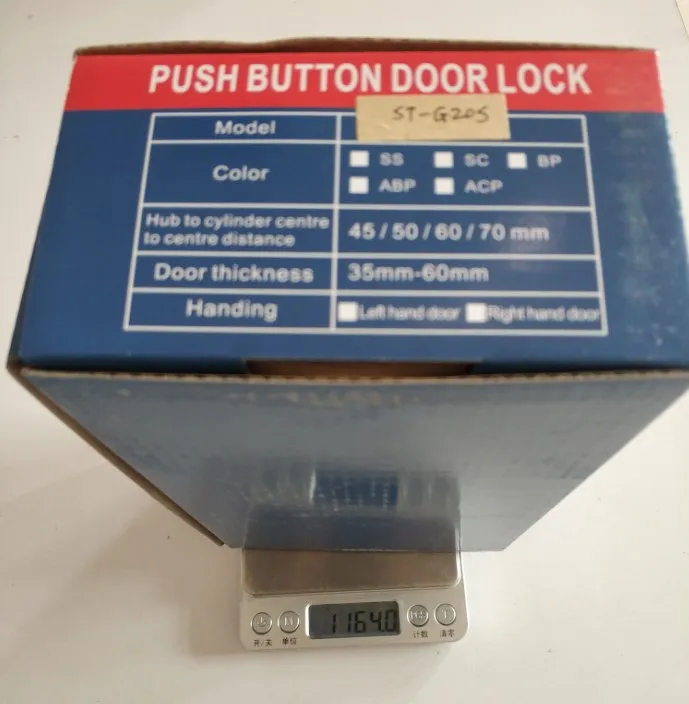 PUSH BUTTON DOOR LOCK
Model ST-G205
Color SS SC BP
ABP ACP
Hub to cylinder centre
to centre distance 45/50/60/70 mm
Door thickness 35mm-60mm
Handing Left hand door Right hand door
1164.0
开/关 单位 计数 清零